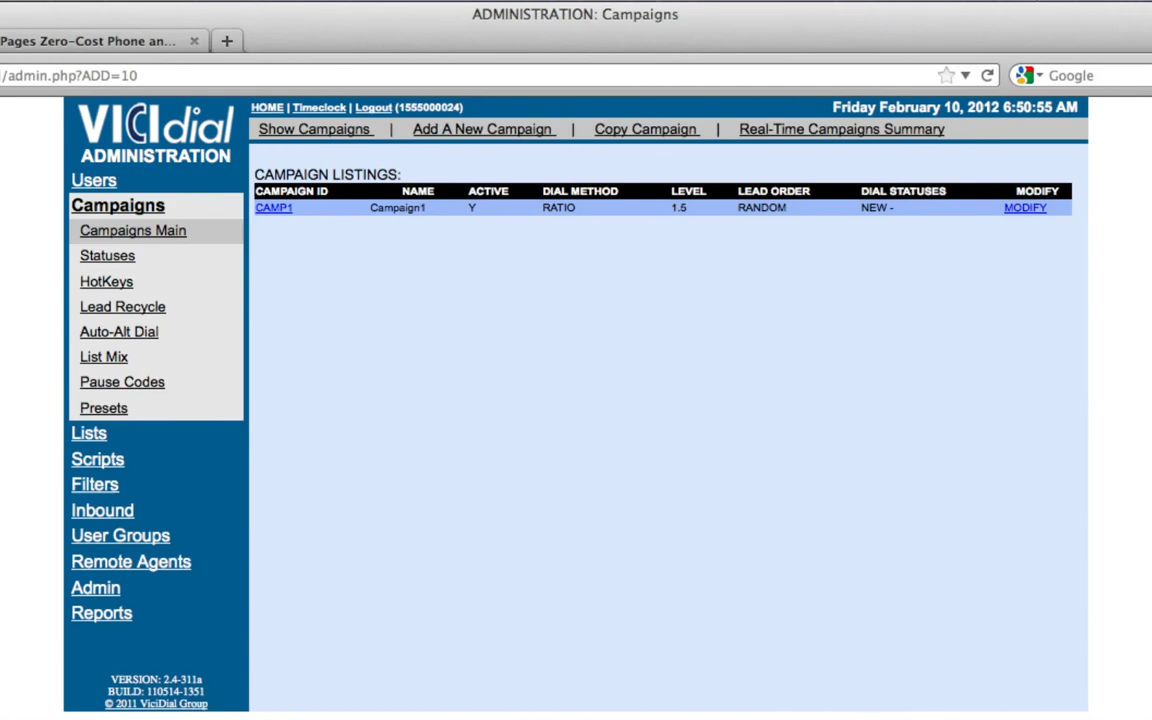 ADMINISTRATION: Campaigns
Pages Zero-Cost Phone an... × +
/admin.php?ADD=10
Google
VICIdial
ADMINISTRATION
HOME | Timeclock | Logout (1555000024)
Friday February 10, 2012 6:50:55 AM
Show Campaigns | Add A New Campaign | Copy Campaign | Real-Time Campaigns Summary
Users
Campaigns
Campaigns Main
Statuses
HotKeys
Lead Recycle
Auto-Alt Dial
List Mix
Pause Codes
Presets
Lists
Scripts
Filters
Inbound
User Groups
Remote Agents
Admin
Reports
VERSION: 2.4-311a
BUILD: 110514-1351
© 2011 ViciDial Group
CAMPAIGN LISTINGS:
CAMPAIGN ID NAME ACTIVE DIAL METHOD LEVEL LEAD ORDER DIAL STATUSES MODIFY
CAMP1 Campaign1 Y RATIO 1.5 RANDOM NEW - MODIFY